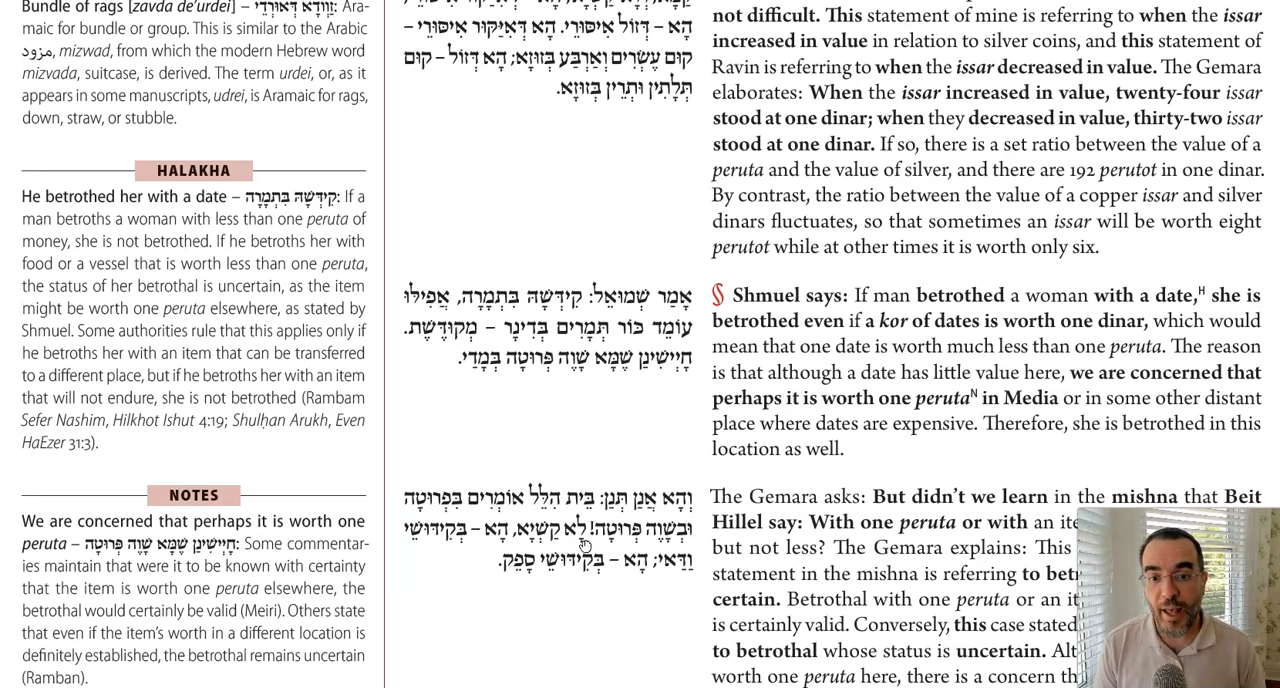 Bundle of rags [zavda de'urdei] – זַוְודָא דְּאוּרְדֵי: Ara-
maic for bundle or group. This is similar to the Arabic
مزود, mizwad, from which the modern Hebrew word
mizvada, suitcase, is derived. The term urdei, or, as it
appears in some manuscripts, udrei, is Aramaic for rags,
down, straw, or stubble.
HALAKHA
He betrothed her with a date – קִידְּשָׁהּ בִּתְמָרָה: If a
man betroths a woman with less than one peruta of
money, she is not betrothed. If he betroths her with
food or a vessel that is worth less than one peruta,
the status of her betrothal is uncertain, as the item
might be worth one peruta elsewhere, as stated by
Shmuel. Some authorities rule that this applies only if
he betroths her with an item that can be transferred
to a different place, but if he betroths her with an item
that will not endure, she is not betrothed (Rambam
Sefer Nashim, Hilkhot Ishut 4:19; Shulḥan Arukh, Even
HaEzer 31:3).
NOTES
We are concerned that perhaps it is worth one
peruta – חָיְישִׁינַן שֶׁמָּא שָׁוֶה פְּרוּטָה: Some commentar-
ies maintain that were it to be known with certainty
that the item is worth one peruta elsewhere, the
betrothal would certainly be valid (Meiri). Others state
that even if the item's worth in a different location is
definitely established, the betrothal remains uncertain
(Ramban).
הָא – דְּזוֹל אִיסּוּרֵי. הָא דְּאִיַּקּוּר אִיסּוּרֵי –
קוּם עֶשְׂרִים וְאַרְבַּע בְּזוּזָא; הָא דְּזוֹל – קוּם
תְּלָתִין וּתְרֵין בְּזוּזָא.
אָמַר שְׁמוּאֵל: קִידְּשָׁהּ בִּתְמָרָה, אֲפִילּוּ
עוֹמֵד כּוֹר תְּמָרִים בְּדִינָר – מְקוּדֶּשֶׁת.
חָיְישִׁינַן שֶׁמָּא שָׁוֶה פְּרוּטָה בְּמָדַי.
וְהָא אֲנַן תְּנַן: בֵּית הִלֵּל אוֹמְרִים בִּפְרוּטָה
וּבְשָׁוֶה פְּרוּטָה! לָא קַשְׁיָא, הָא – בְּקִידּוּשֵׁי
וַדַּאי; הָא – בְּקִידּוּשֵׁי סָפֵק.
not difficult. This statement of mine is referring to when the issar
increased in value in relation to silver coins, and this statement of
Ravin is referring to when the issar decreased in value. The Gemara
elaborates: When the issar increased in value, twenty-four issar
stood at one dinar; when they decreased in value, thirty-two issar
stood at one dinar. If so, there is a set ratio between the value of a
peruta and the value of silver, and there are 192 perutot in one dinar.
By contrast, the ratio between the value of a copper issar and silver
dinars fluctuates, so that sometimes an issar will be worth eight
perutot while at other times it is worth only six.
§ Shmuel says: If man betrothed a woman with a date,ᴴ she is
betrothed even if a kor of dates is worth one dinar, which would
mean that one date is worth much less than one peruta. The reason
is that although a date has little value here, we are concerned that
perhaps it is worth one perutaᴺ in Media or in some other distant
place where dates are expensive. Therefore, she is betrothed in this
location as well.
The Gemara asks: But didn't we learn in the mishna that Beit
Hillel say: With one peruta or with an ite
but not less? The Gemara explains: This
statement in the mishna is referring to bet
certain. Betrothal with one peruta or an it
is certainly valid. Conversely, this case stated
to betrothal whose status is uncertain. Alt
worth one peruta here, there is a concern th